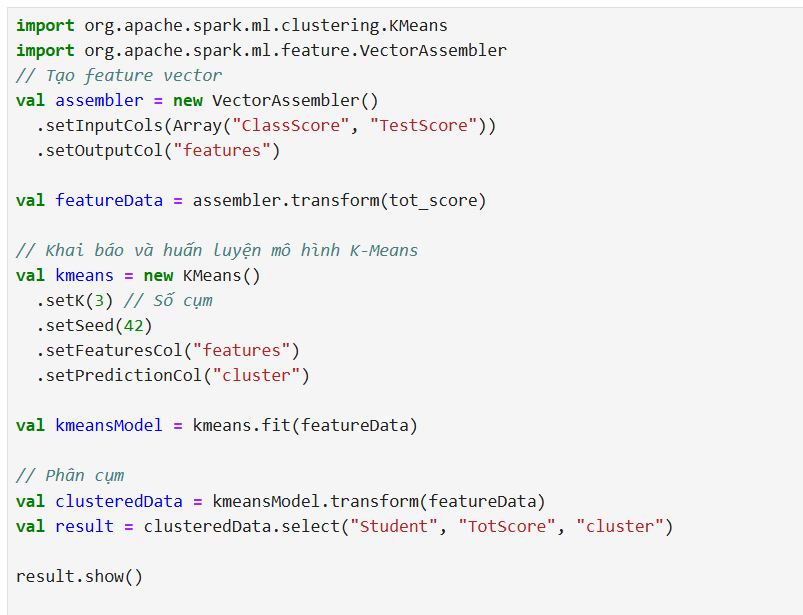 import org.apache.spark.ml.clustering.KMeans
import org.apache.spark.ml.feature.VectorAssembler
// Tạo feature vector
val assembler = new VectorAssembler()
  .setInputCols(Array("ClassScore", "TestScore"))
  .setOutputCol("features")

val featureData = assembler.transform(tot_score)

// Khai báo và huấn luyện mô hình K-Means
val kmeans = new KMeans()
  .setK(3) // Số cụm
  .setSeed(42)
  .setFeaturesCol("features")
  .setPredictionCol("cluster")

val kmeansModel = kmeans.fit(featureData)

// Phân cụm
val clusteredData = kmeansModel.transform(featureData)
val result = clusteredData.select("Student", "TotScore", "cluster")

result.show()